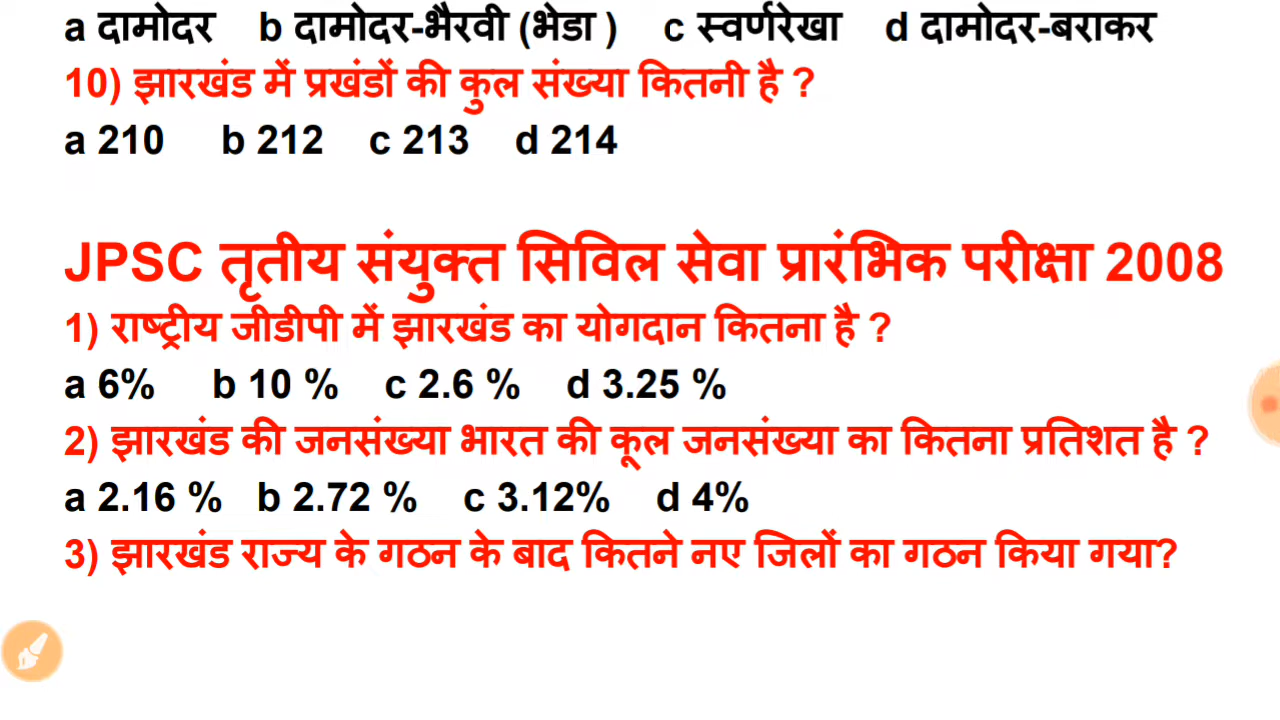 a दामोदर b दामोदर-भैरवी (भेडा ) c स्वर्णरेखा d दामोदर-बराकर
10) झारखंड में प्रखंडों की कुल संख्या कितनी है ?
a 210 b 212 c 213 d 214
JPSC तृतीय संयुक्त सिविल सेवा प्रारंभिक परीक्षा 2008
1) राष्ट्रीय जीडीपी में झारखंड का योगदान कितना है ?
a 6% b 10 % c 2.6 % d 3.25 %
2) झारखंड की जनसंख्या भारत की कूल जनसंख्या का कितना प्रतिशत है ?
a 2.16 % b 2.72 % c 3.12% d 4%
3) झारखंड राज्य के गठन के बाद कितने नए जिलों का गठन किया गया?